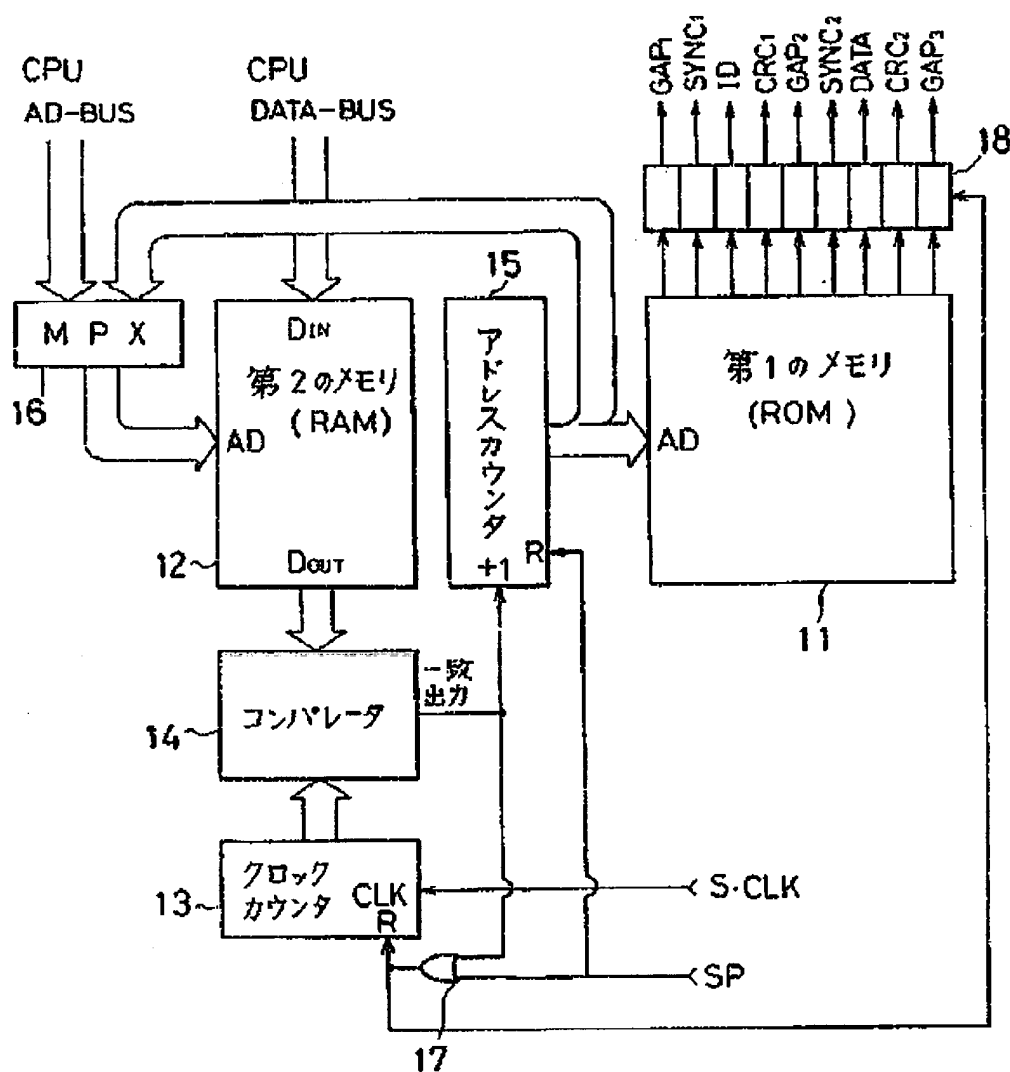 CPU
AD-BUS
CPU
DATA-BUS
GAP1
SYNC1
ID
CRC1
GAP2
SYNC2
DATA
CRC2
GAP3
18
MPX
16
DIN
第2のメモリ
(RAM)
AD
DOUT
12
15
アドレスカウンタ
+1
R
第1のメモリ
(ROM)
AD
11
コンパレータ
14
一致
出力
クロック
カウンタ
CLK
R
13
S·CLK
SP
17